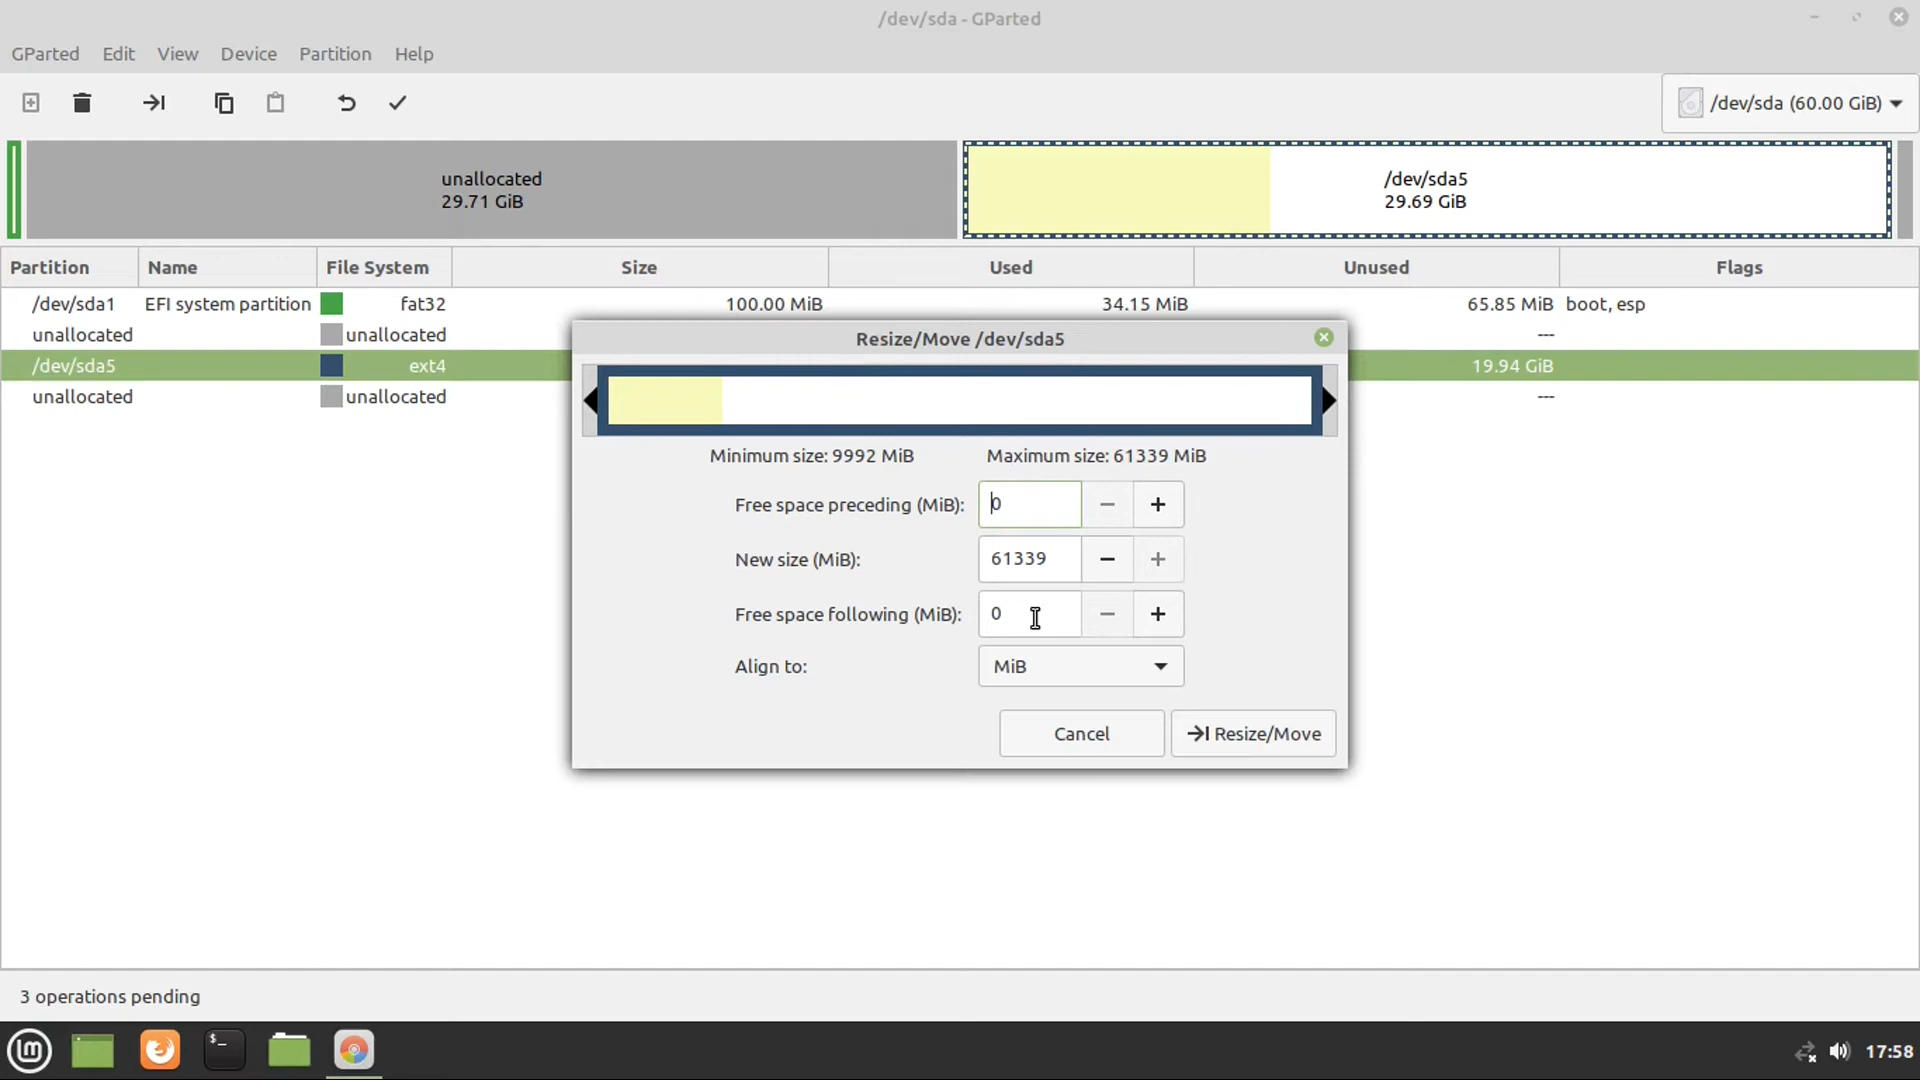 /dev/sda - GParted
GParted Edit View Device Partition Help
/dev/sda (60.00 GiB)
unallocated
29.71 GiB
/dev/sda5
29.69 GiB
Partition Name File System Size Used Unused Flags
/dev/sda1 EFI system partition fat32 100.00 MiB 34.15 MiB 65.85 MiB boot, esp
unallocated unallocated ---
/dev/sda5 ext4 19.94 GiB
unallocated unallocated ---
Resize/Move /dev/sda5
Minimum size: 9992 MiB Maximum size: 61339 MiB
Free space preceding (MiB): 0
New size (MiB): 61339
Free space following (MiB): 0
Align to: MiB
Cancel Resize/Move
3 operations pending
$_
17:58